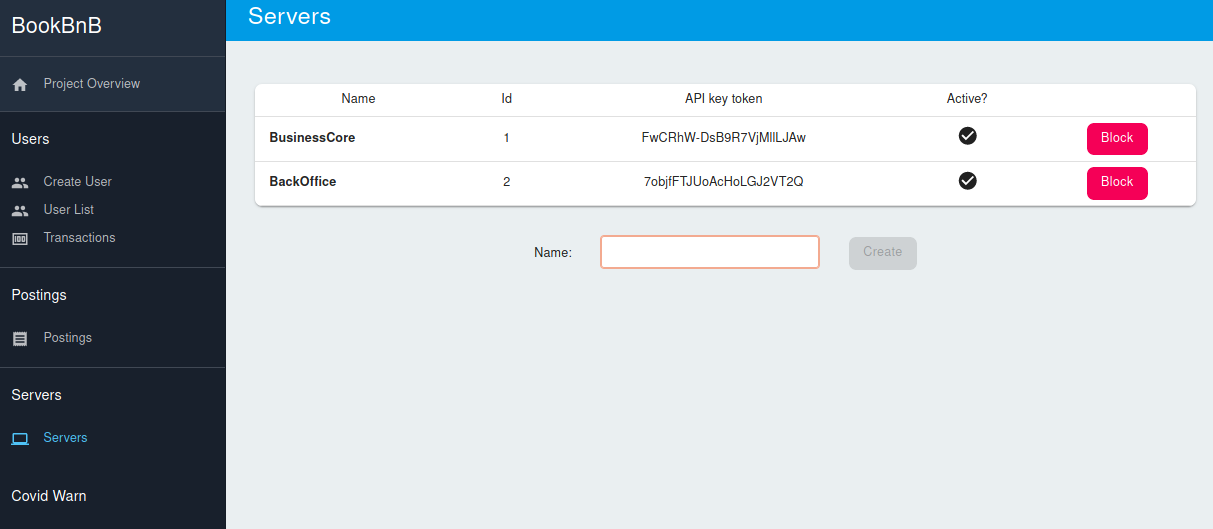 BookBnB
Servers
Project Overview
Users
Create User
User List
Transactions
Postings
Postings
Servers
Servers
Covid Warn
Name Id API key token Active?
BusinessCore 1 FwCRhW-DsB9R7VjMllLJAw Block
BackOffice 2 7objfFTJUoAcHoLGJ2VT2Q Block
Name: Create